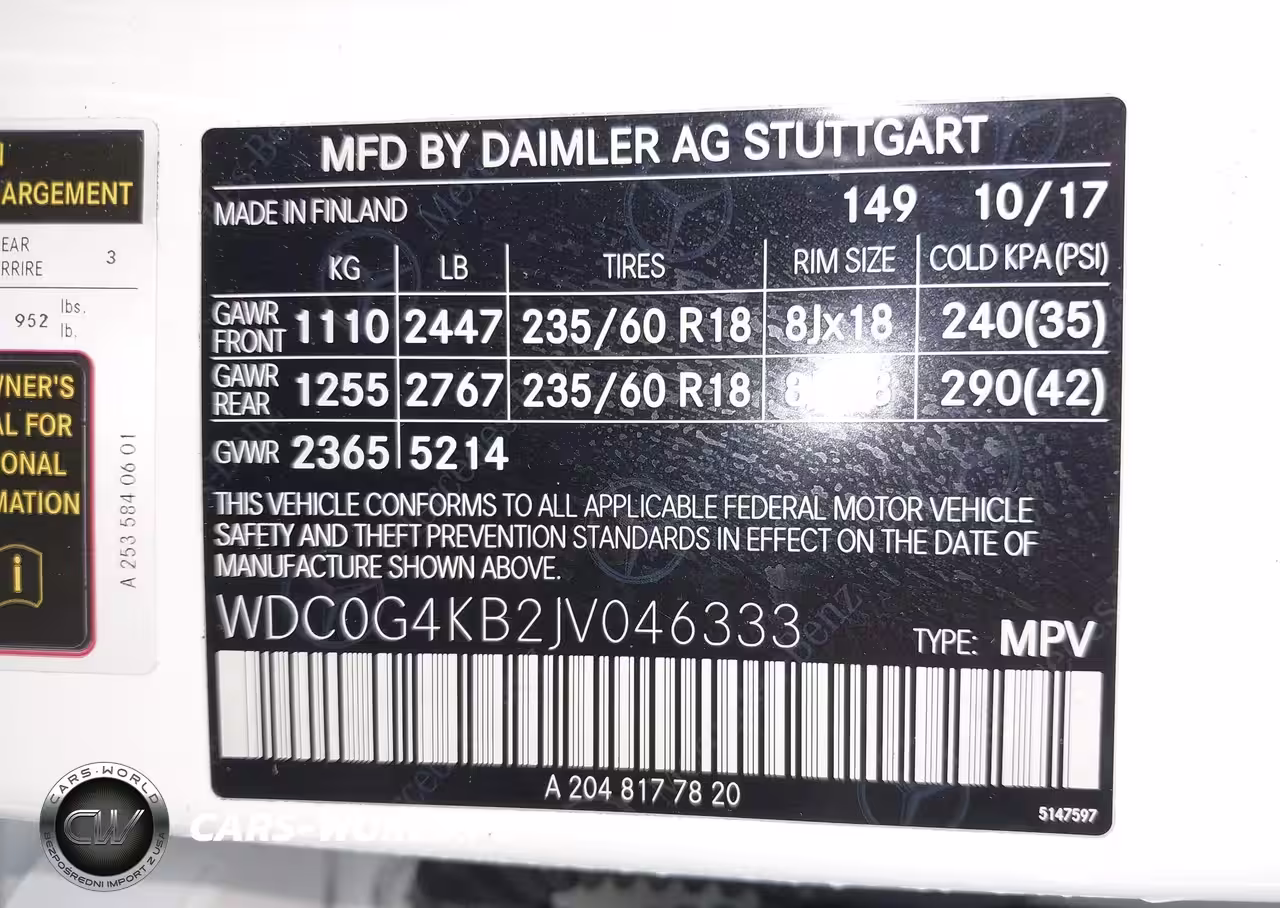 ARGEMENT
EAR
RRIRE 3
952 lbs.
lb.
WNER'S
AL FOR
ONAL
MATION
A 253 584 06 01
MFD BY DAIMLER AG STUTTGART
MADE IN FINLAND 149 10/17
KG LB TIRES RIM SIZE COLD KPA (PSI)
GAWR FRONT 1110 2447 235/60 R18 8Jx18 240(35)
GAWR REAR 1255 2767 235/60 R18 290(42)
GVWR 2365 5214
THIS VEHICLE CONFORMS TO ALL APPLICABLE FEDERAL MOTOR VEHICLE
SAFETY AND THEFT PREVENTION STANDARDS IN EFFECT ON THE DATE OF
MANUFACTURE SHOWN ABOVE.
WDC0G4KB2JV046333 TYPE: MPV
A 204 817 78 20
5147597
CARS-WORLD
CW
BEZPOŚREDNI IMPORT Z USA